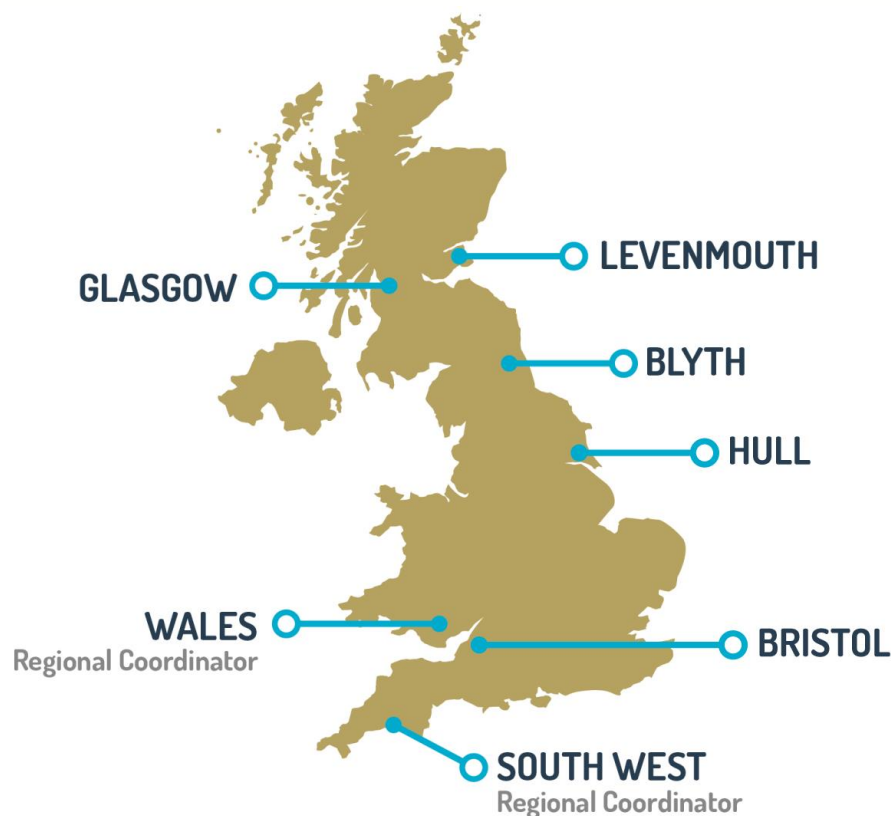 LEVENMOUTH
GLASGOW
BLYTH
HULL
WALES
Regional Coordinator
BRISTOL
SOUTH WEST
Regional Coordinator